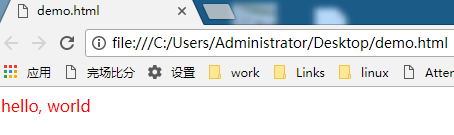 demo.html
file:///C:/Users/Administrator/Desktop/demo.html
应用 完场比分 设置 work Links linux Atten
hello, world